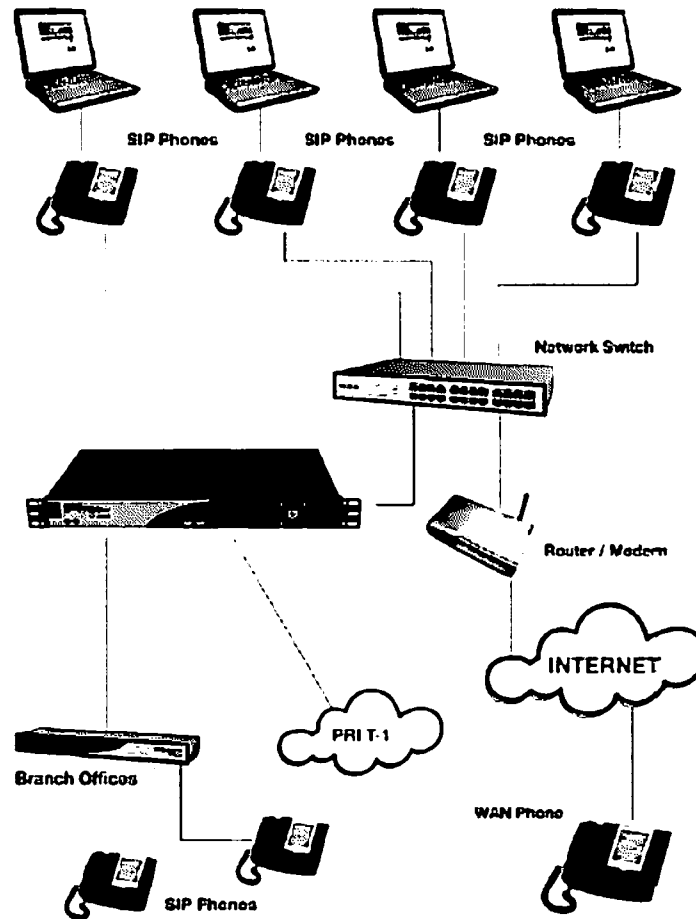 SIP Phones SIP Phones SIP Phones
Network Switch
Router / Modem
INTERNET
PRI T-1
Branch Offices
WAN Phone
SIP Phones